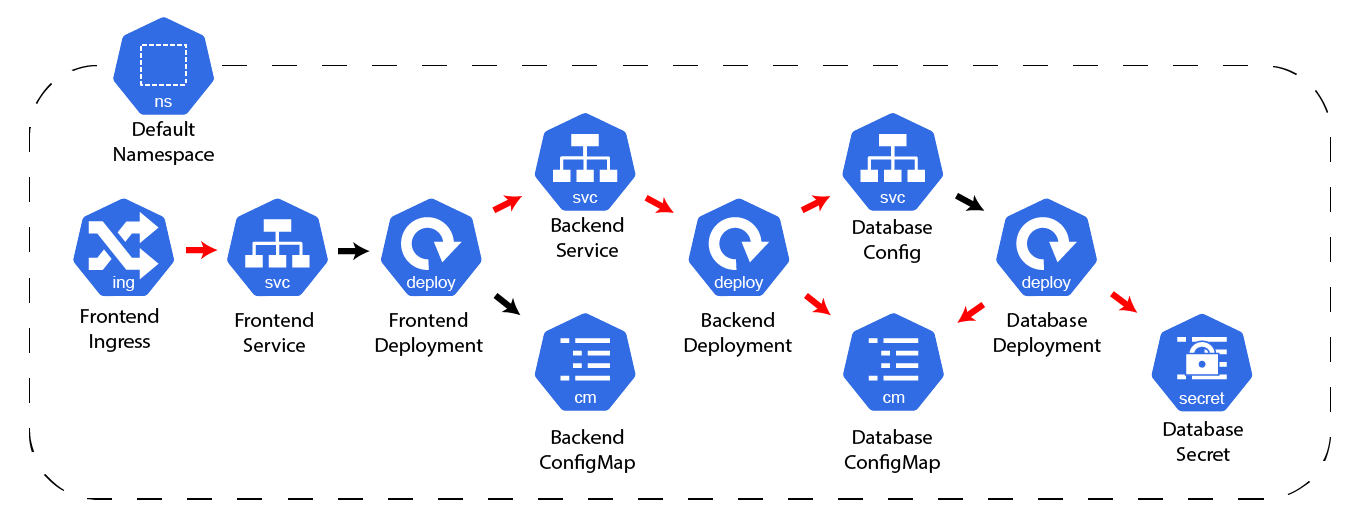 ns
Default
Namespace
ing
Frontend
Ingress
svc
Frontend
Service
deploy
Frontend
Deployment
svc
Backend
Service
cm
Backend
ConfigMap
deploy
Backend
Deployment
svc
Database
Config
cm
Database
ConfigMap
deploy
Database
Deployment
secret
Database
Secret